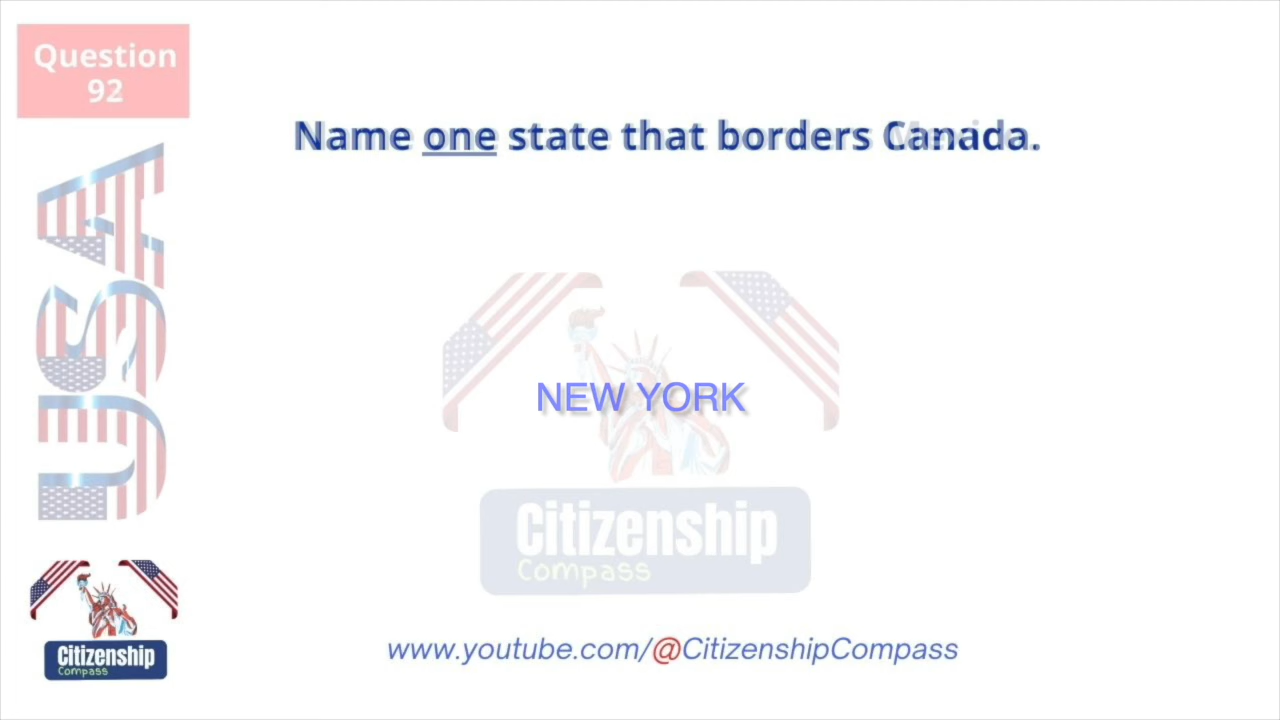 Question
92
Name one state that borders Canada.
USA
NEW YORK
Citizenship
Compass
Citizenship
Compass
www.youtube.com/@CitizenshipCompass